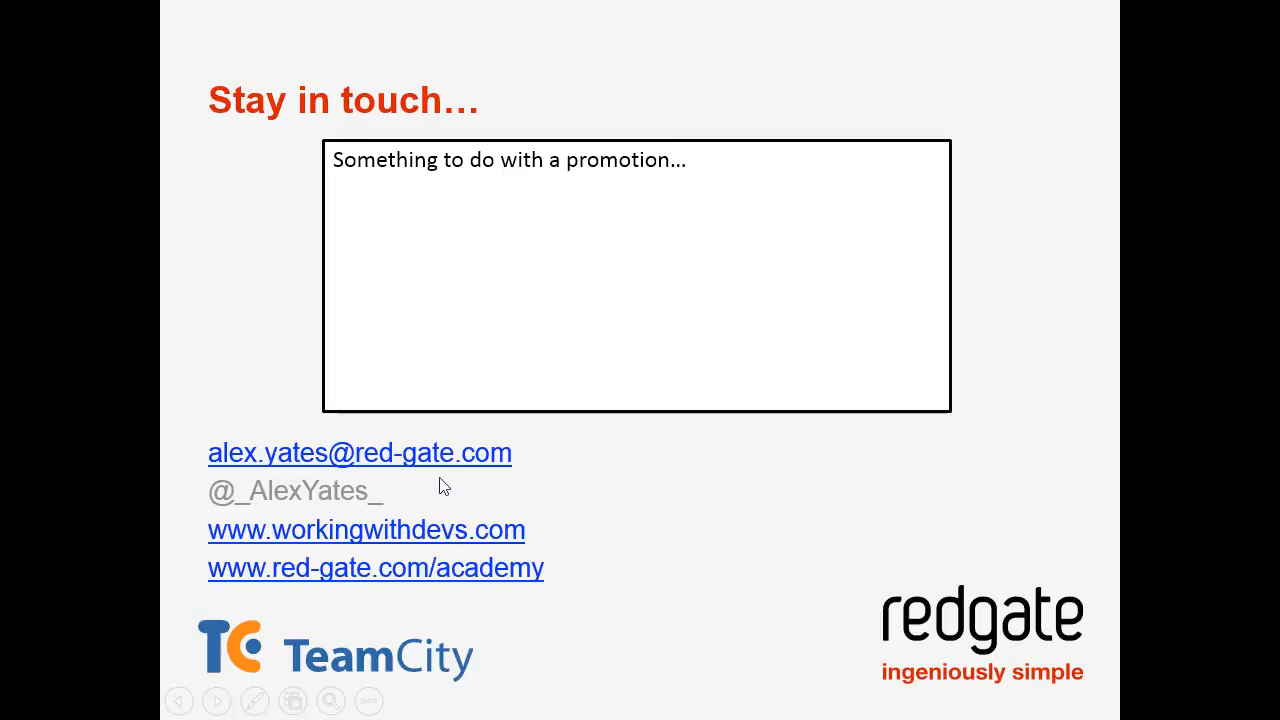 Stay in touch…
Something to do with a promotion…
alex.yates@red-gate.com
@_AlexYates_
www.workingwithdevs.com
www.red-gate.com/academy
TC TeamCity
redgate
ingeniously simple